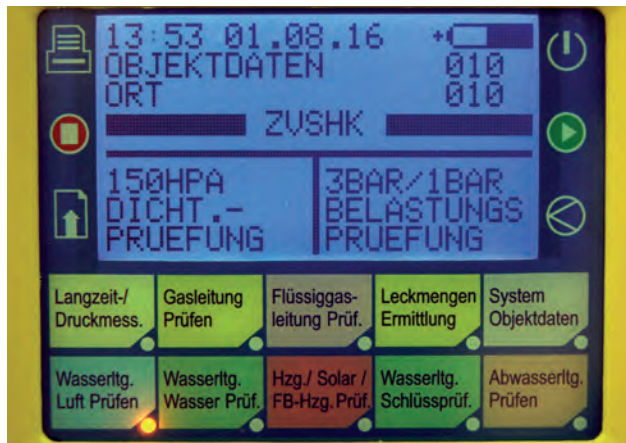 13:53 01.08.16
OBJEKTDATEN 010
ORT 010
ZVSHK
150HPA
DICHT.-
PRUEFUNG
3BAR/1BAR
BELASTUNGS
PRUEFUNG
Langzeit-/
Druckmess.
Gasleitung
Prüfen
Flüssiggas-
leitung Prüf.
Leckmengen
Ermittlung
System
Objektdaten
Wasserltg.
Luft Prüfen
Wasserltg.
Wasser Prüf.
Hzg./ Solar /
FB-Hzg. Prüf.
Wasserltg.
Schlüssprüf.
Abwasserltg.
Prüfen